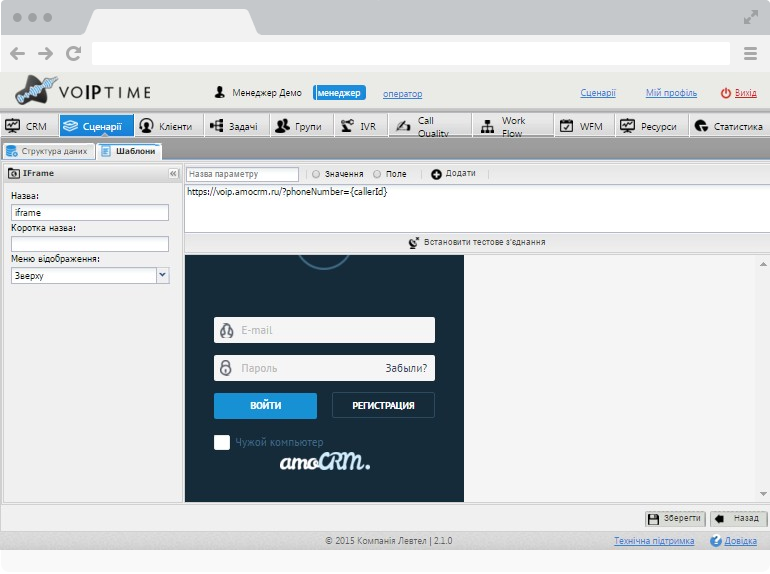 VOIPTIME
Менеджер Демо менеджер оператор Сценарії Мій профіль Вихід
CRM Сценарії Клієнти Задачі Групи IVR Call Quality Work Flow WFM Ресурси Статистика
Структура даних Шаблони
IFrame
Назва:
iframe
Коротка назва:
Меню відображення:
Зверху
Назва параметру Значення Поле Додати
https://voip.amocrm.ru/?phoneNumber={callerId}
Встановити тестове з'єднання
E-mail
Пароль Забыли?
ВОЙТИ РЕГИСТРАЦИЯ
Чужой компьютер
amoCRM.
Зберегти Назад
© 2015 Компанія Левтел | 2.1.0 Технічна підтримка Довідка